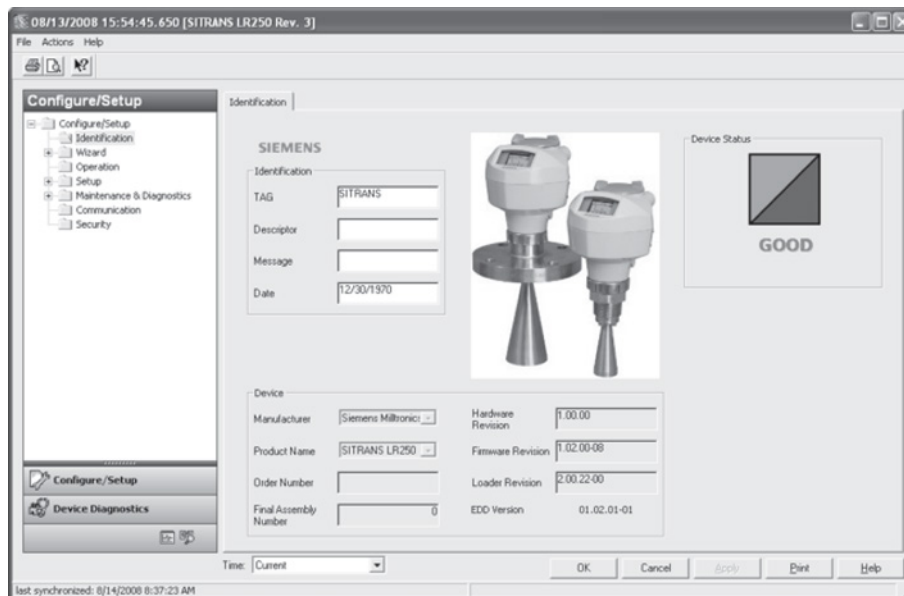 08/13/2008 15:54:45.650 [SITRANS LR250 Rev. 3]
File Actions Help
Configure/Setup
Configure/Setup
Identification
Wizard
Operation
Setup
Maintenance & Diagnostics
Communication
Security
Configure/Setup
Device Diagnostics
Identification
SIEMENS
Identification
TAG SITRANS
Descriptor
Message
Date 12/30/1970
Device Status
GOOD
Device
Manufacturer Siemens Milltronics
Product Name SITRANS LR250
Order Number
Final Assembly Number 0
Hardware Revision 1.00.00
Firmware Revision 1.02.00-08
Loader Revision 2.00.22-00
EDD Version 01.02.01-01
Time: Current
OK Cancel Apply Print Help
last synchronized: 8/14/2008 8:37:23 AM